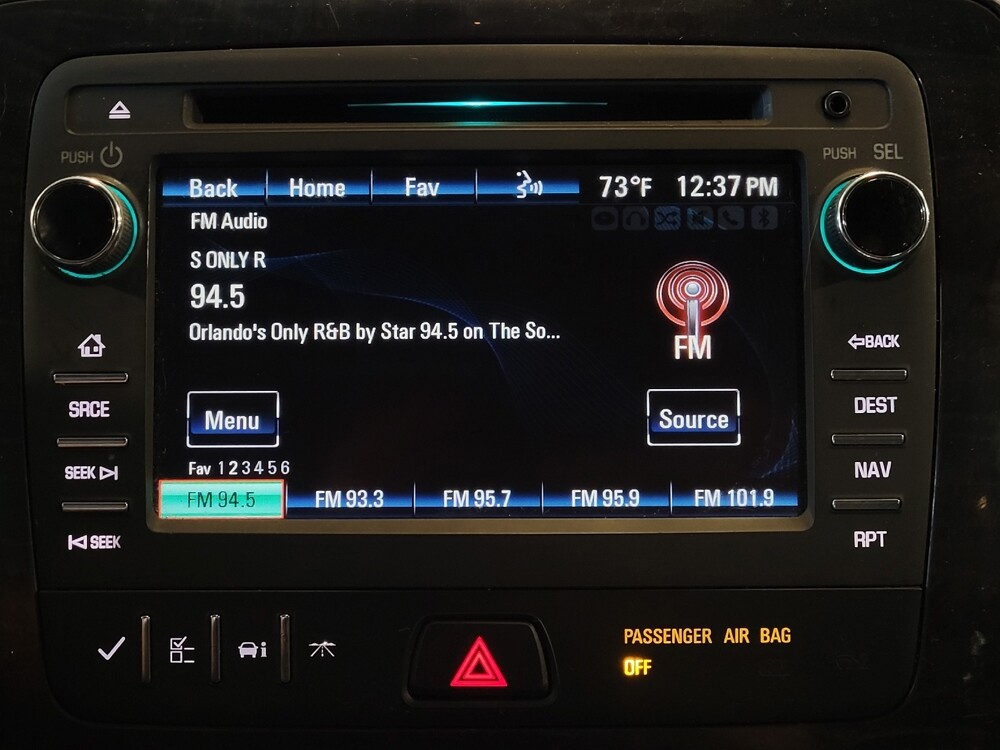 PUSH
PUSH SEL
Back Home Fav 73°F 12:37 PM
FM Audio
S ONLY R
94.5
Orlando's Only R&B by Star 94.5 on The So...
FM
Menu Source
Fav 1 2 3 4 5 6
FM 94.5 FM 93.3 FM 95.7 FM 95.9 FM 101.9
SRCE
SEEK
SEEK
BACK
DEST
NAV
RPT
PASSENGER AIR BAG
OFF